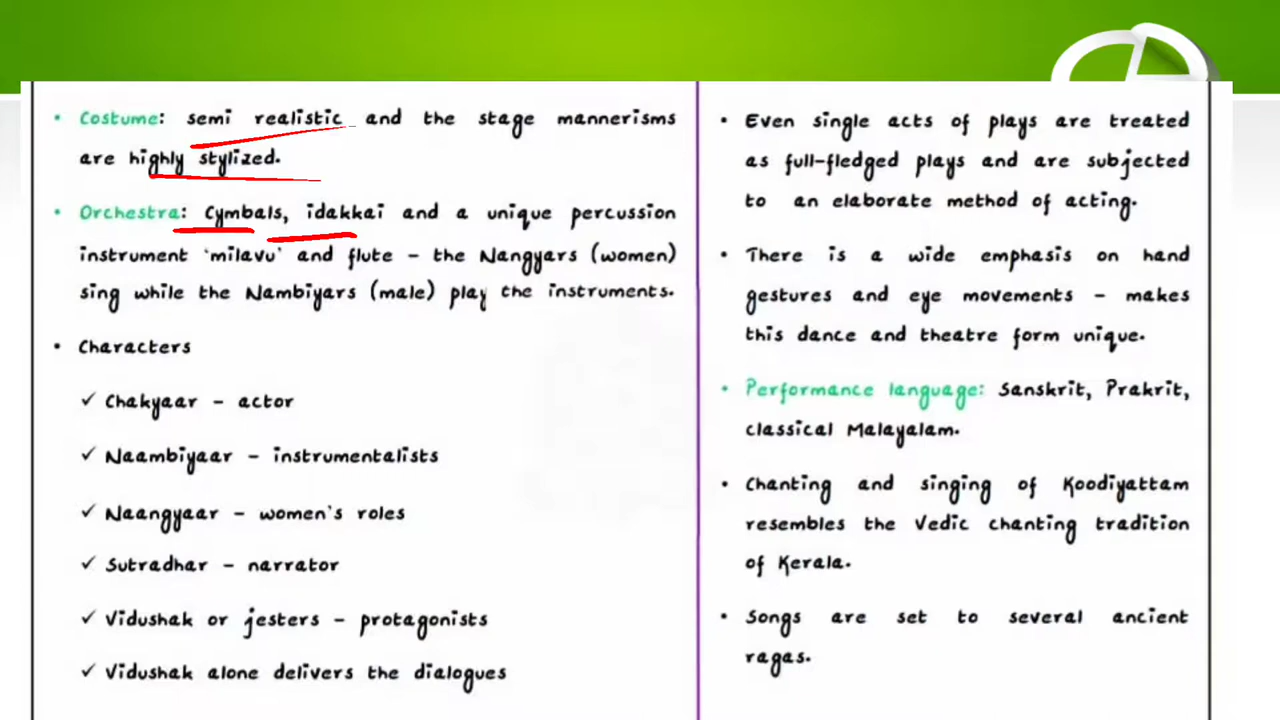 • Costume: semi realistic and the stage mannerisms
are highly stylized.
• Orchestra: Cymbals, idakkai and a unique percussion
instrument 'milavu' and flute – the Nangyars (women)
sing while the Nambiyars (male) play the instruments.
• Characters
✓ Chakyaar – actor
✓ Naambiyaar – instrumentalists
✓ Naangyaar – women's roles
✓ Sutradhar – narrator
✓ Vidushak or jesters – protagonists
✓ Vidushak alone delivers the dialogues
• Even single acts of plays are treated
as full-fledged plays and are subjected
to an elaborate method of acting.
• There is a wide emphasis on hand
gestures and eye movements – makes
this dance and theatre form unique.
• Performance language: Sanskrit, Prakrit,
classical Malayalam.
• Chanting and singing of Koodiyattam
resembles the Vedic chanting tradition
of Kerala.
• Songs are set to several ancient
ragas.